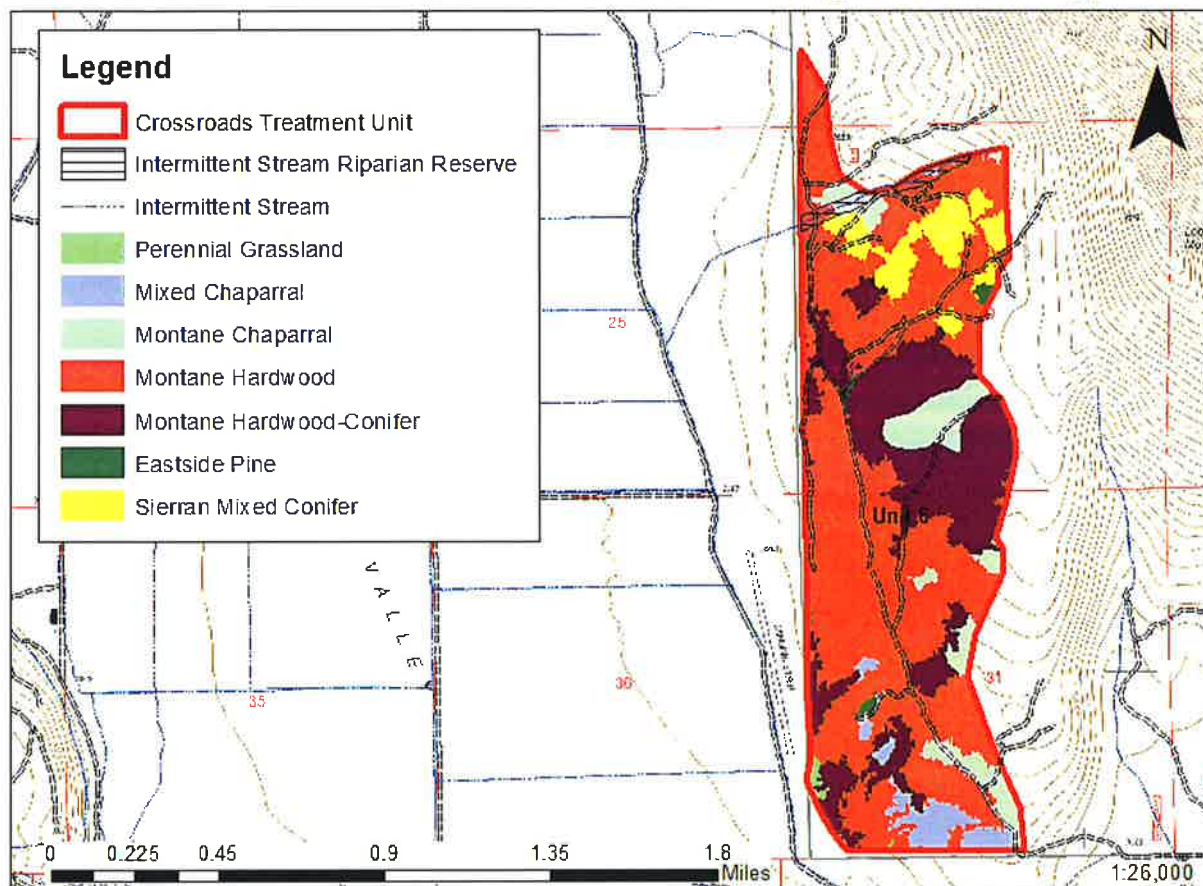 N
Legend
Crossroads Treatment Unit
Intermittent Stream Riparian Reserve
Intermittent Stream
Perennial Grassland
Mixed Chaparral
Montane Chaparral
Montane Hardwood
Montane Hardwood-Conifer
Eastside Pine
Sierran Mixed Conifer
25
VALLE
35
36
31
0 0.225 0.45 0.9 1.35 1.8
Miles
1:26,000